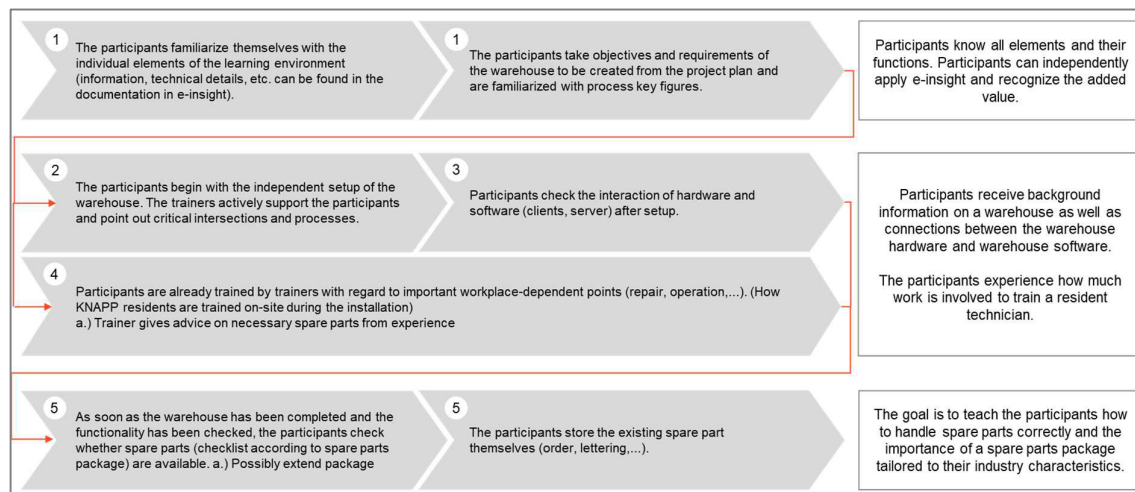 1
The participants familiarize themselves with the
individual elements of the learning environment
(information, technical details, etc. can be found in the
documentation in e-insight).
1
The participants take objectives and requirements of
the warehouse to be created from the project plan and
are familiarized with process key figures.
Participants know all elements and their
functions. Participants can independently
apply e-insight and recognize the added
value.
2
The participants begin with the independent setup of the
warehouse. The trainers actively support the participants
and point out critical intersections and processes.
3
Participants check the interaction of hardware and
software (clients, server) after setup.
4
Participants are already trained by trainers with regard to important workplace-dependent points (repair, operation,...). (How
KNAPP residents are trained on-site during the installation)
a.) Trainer gives advice on necessary spare parts from experience
Participants receive background
information on a warehouse as well as
connections between the warehouse
hardware and warehouse software.
The participants experience how much
work is involved to train a resident
technician.
5
As soon as the warehouse has been completed and the
functionality has been checked, the participants check
whether spare parts (checklist according to spare parts
package) are available. a.) Possibly extend package
5
The participants store the existing spare part
themselves (order, lettering,...).
The goal is to teach the participants how
to handle spare parts correctly and the
importance of a spare parts package
tailored to their industry characteristics.